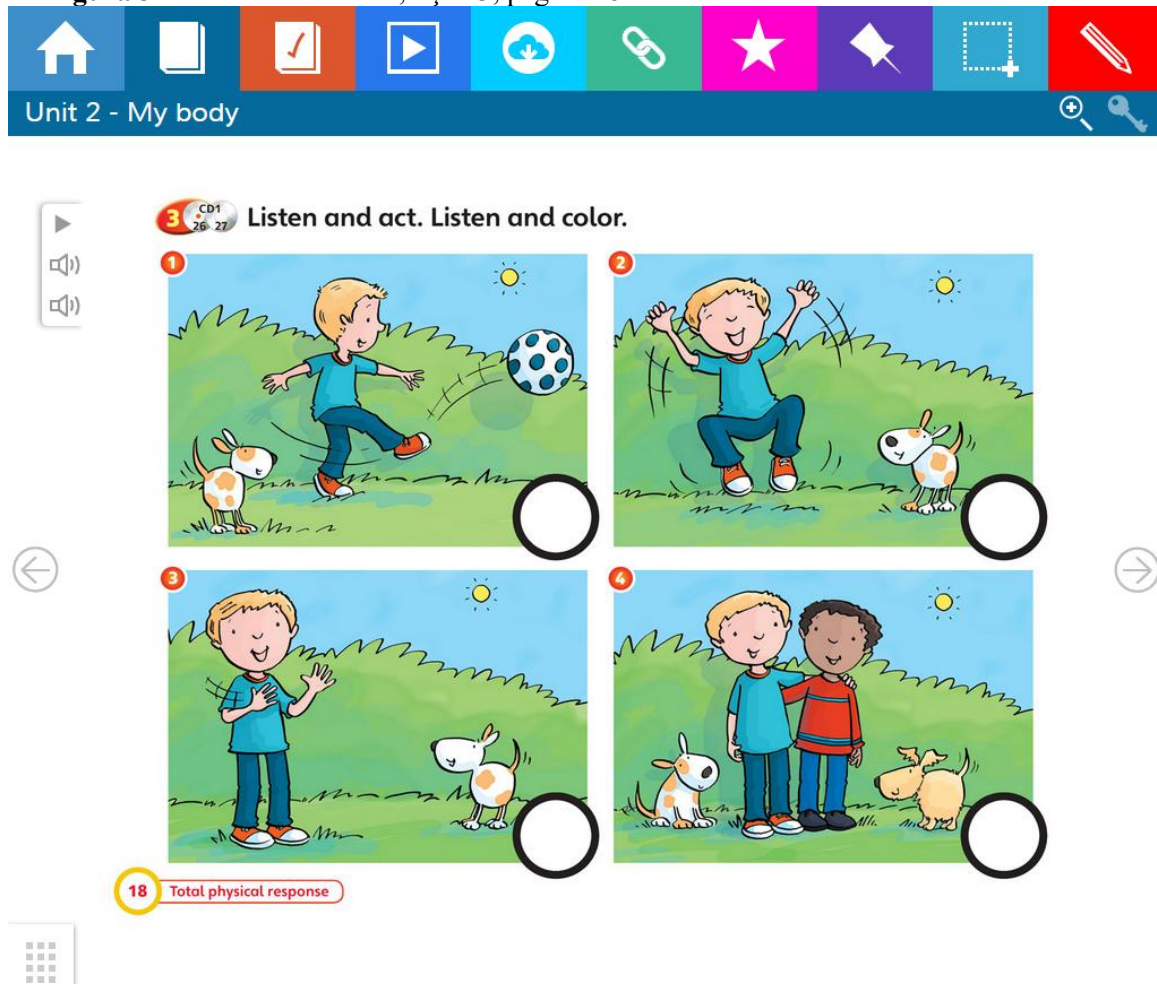 Unit 2 - My body
3 CD1 26 27 Listen and act. Listen and color.
1
2
3
4
18 Total physical response